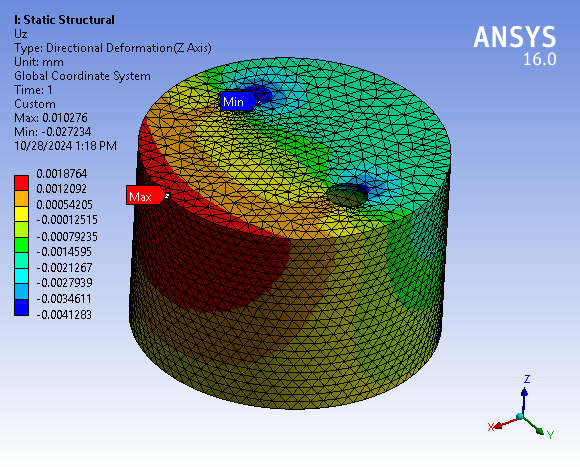 I: Static Structural
Uz
Type: Directional Deformation(Z Axis)
Unit: mm
Global Coordinate System
Time: 1
Custom
Max: 0.010276
Min: -0.027234
10/28/2024 1:18 PM
ANSYS
16.0
0.0018764
0.0012092
0.00054205
-0.00012515
-0.00079235
-0.0014595
-0.0021267
-0.0027939
-0.0034611
-0.0041283
Min
Max
Z
X
Y